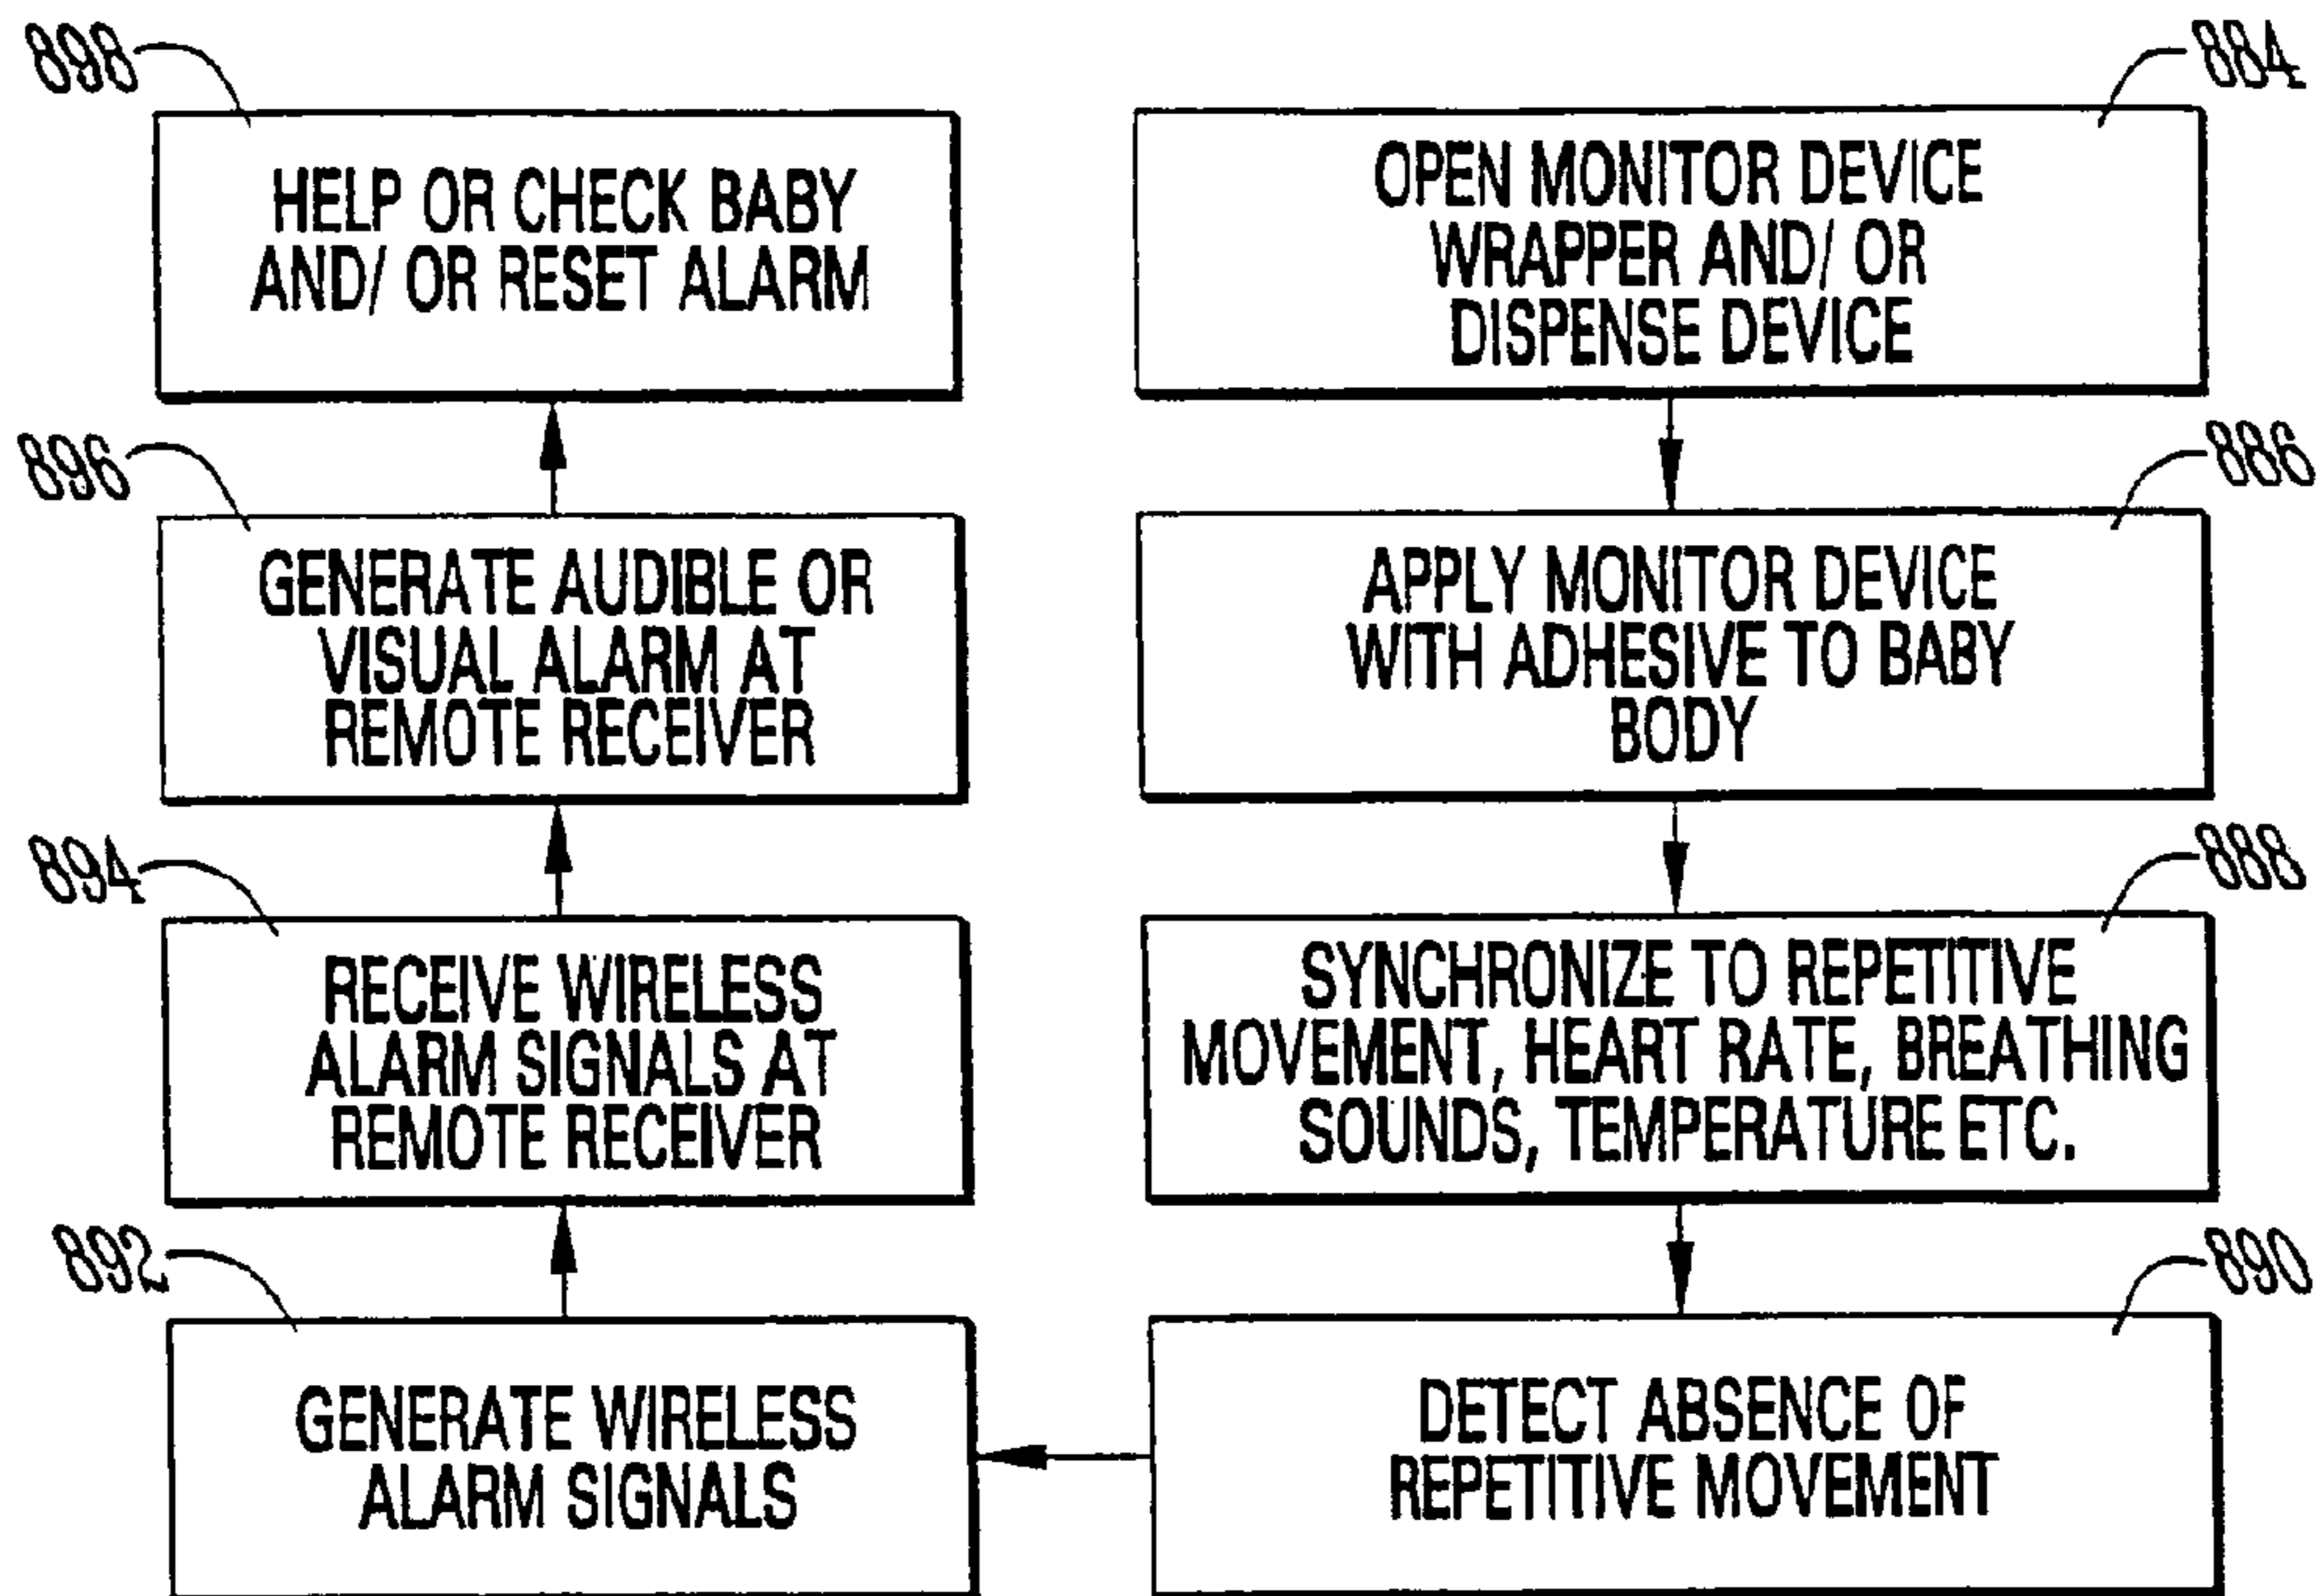 898
HELP OR CHECK BABY
AND/ OR RESET ALARM
884
OPEN MONITOR DEVICE
WRAPPER AND/ OR
DISPENSE DEVICE
896
GENERATE AUDIBLE OR
VISUAL ALARM AT
REMOTE RECEIVER
886
APPLY MONITOR DEVICE
WITH ADHESIVE TO BABY
BODY
894
RECEIVE WIRELESS
ALARM SIGNALS AT
REMOTE RECEIVER
888
SYNCHRONIZE TO REPETITIVE
MOVEMENT, HEART RATE, BREATHING
SOUNDS, TEMPERATURE ETC.
892
GENERATE WIRELESS
ALARM SIGNALS
890
DETECT ABSENCE OF
REPETITIVE MOVEMENT